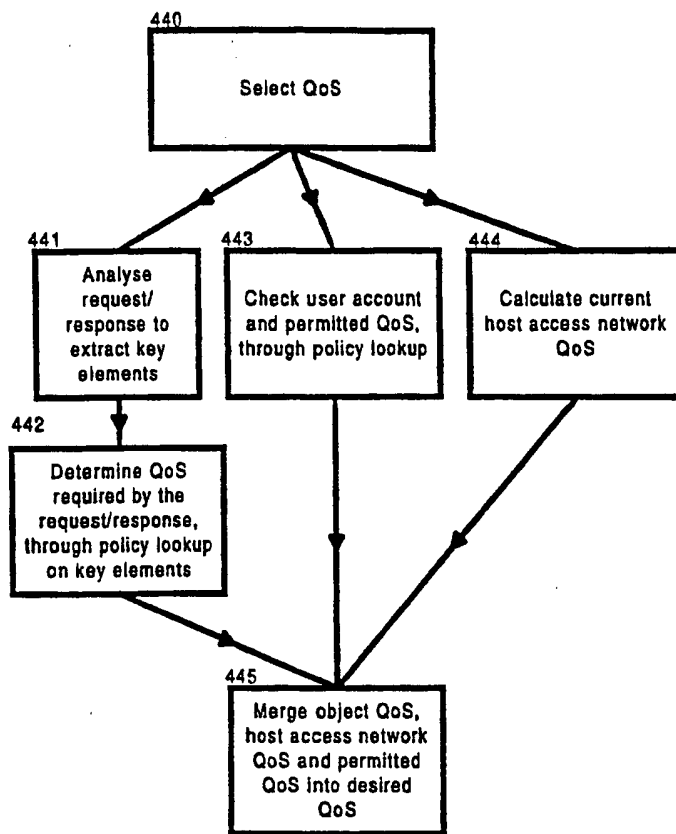 440
Select QoS
441
Analyse
request/
response to
extract key
elements
443
Check user account
and permitted QoS,
through policy lookup
444
Calculate current
host access network
QoS
442
Determine QoS
required by the
request/response,
through policy lookup
on key elements
445
Merge object QoS,
host access network
QoS and permitted
QoS into desired
QoS